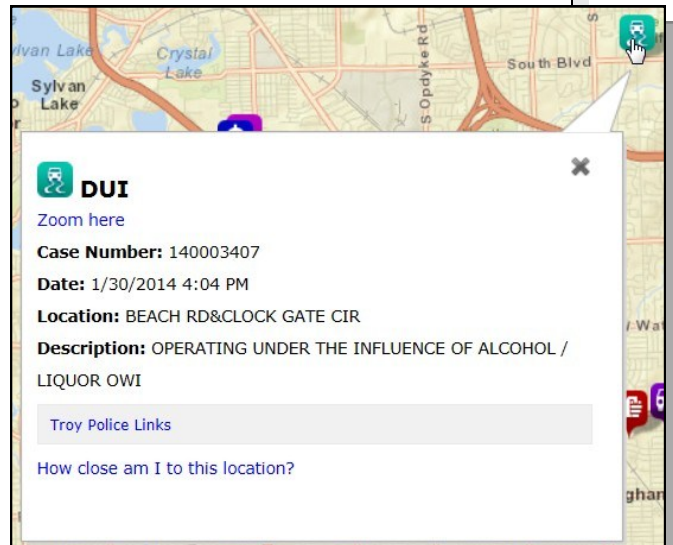 Crystal
Lake
S Opdyke Rd
South Blvd
Sylvan
Lake
DUI
Zoom here
Case Number: 140003407
Date: 1/30/2014 4:04 PM
Location: BEACH RD&CLOCK GATE CIR
Description: OPERATING UNDER THE INFLUENCE OF ALCOHOL /
LIQUOR OWI
Troy Police Links
How close am I to this location?